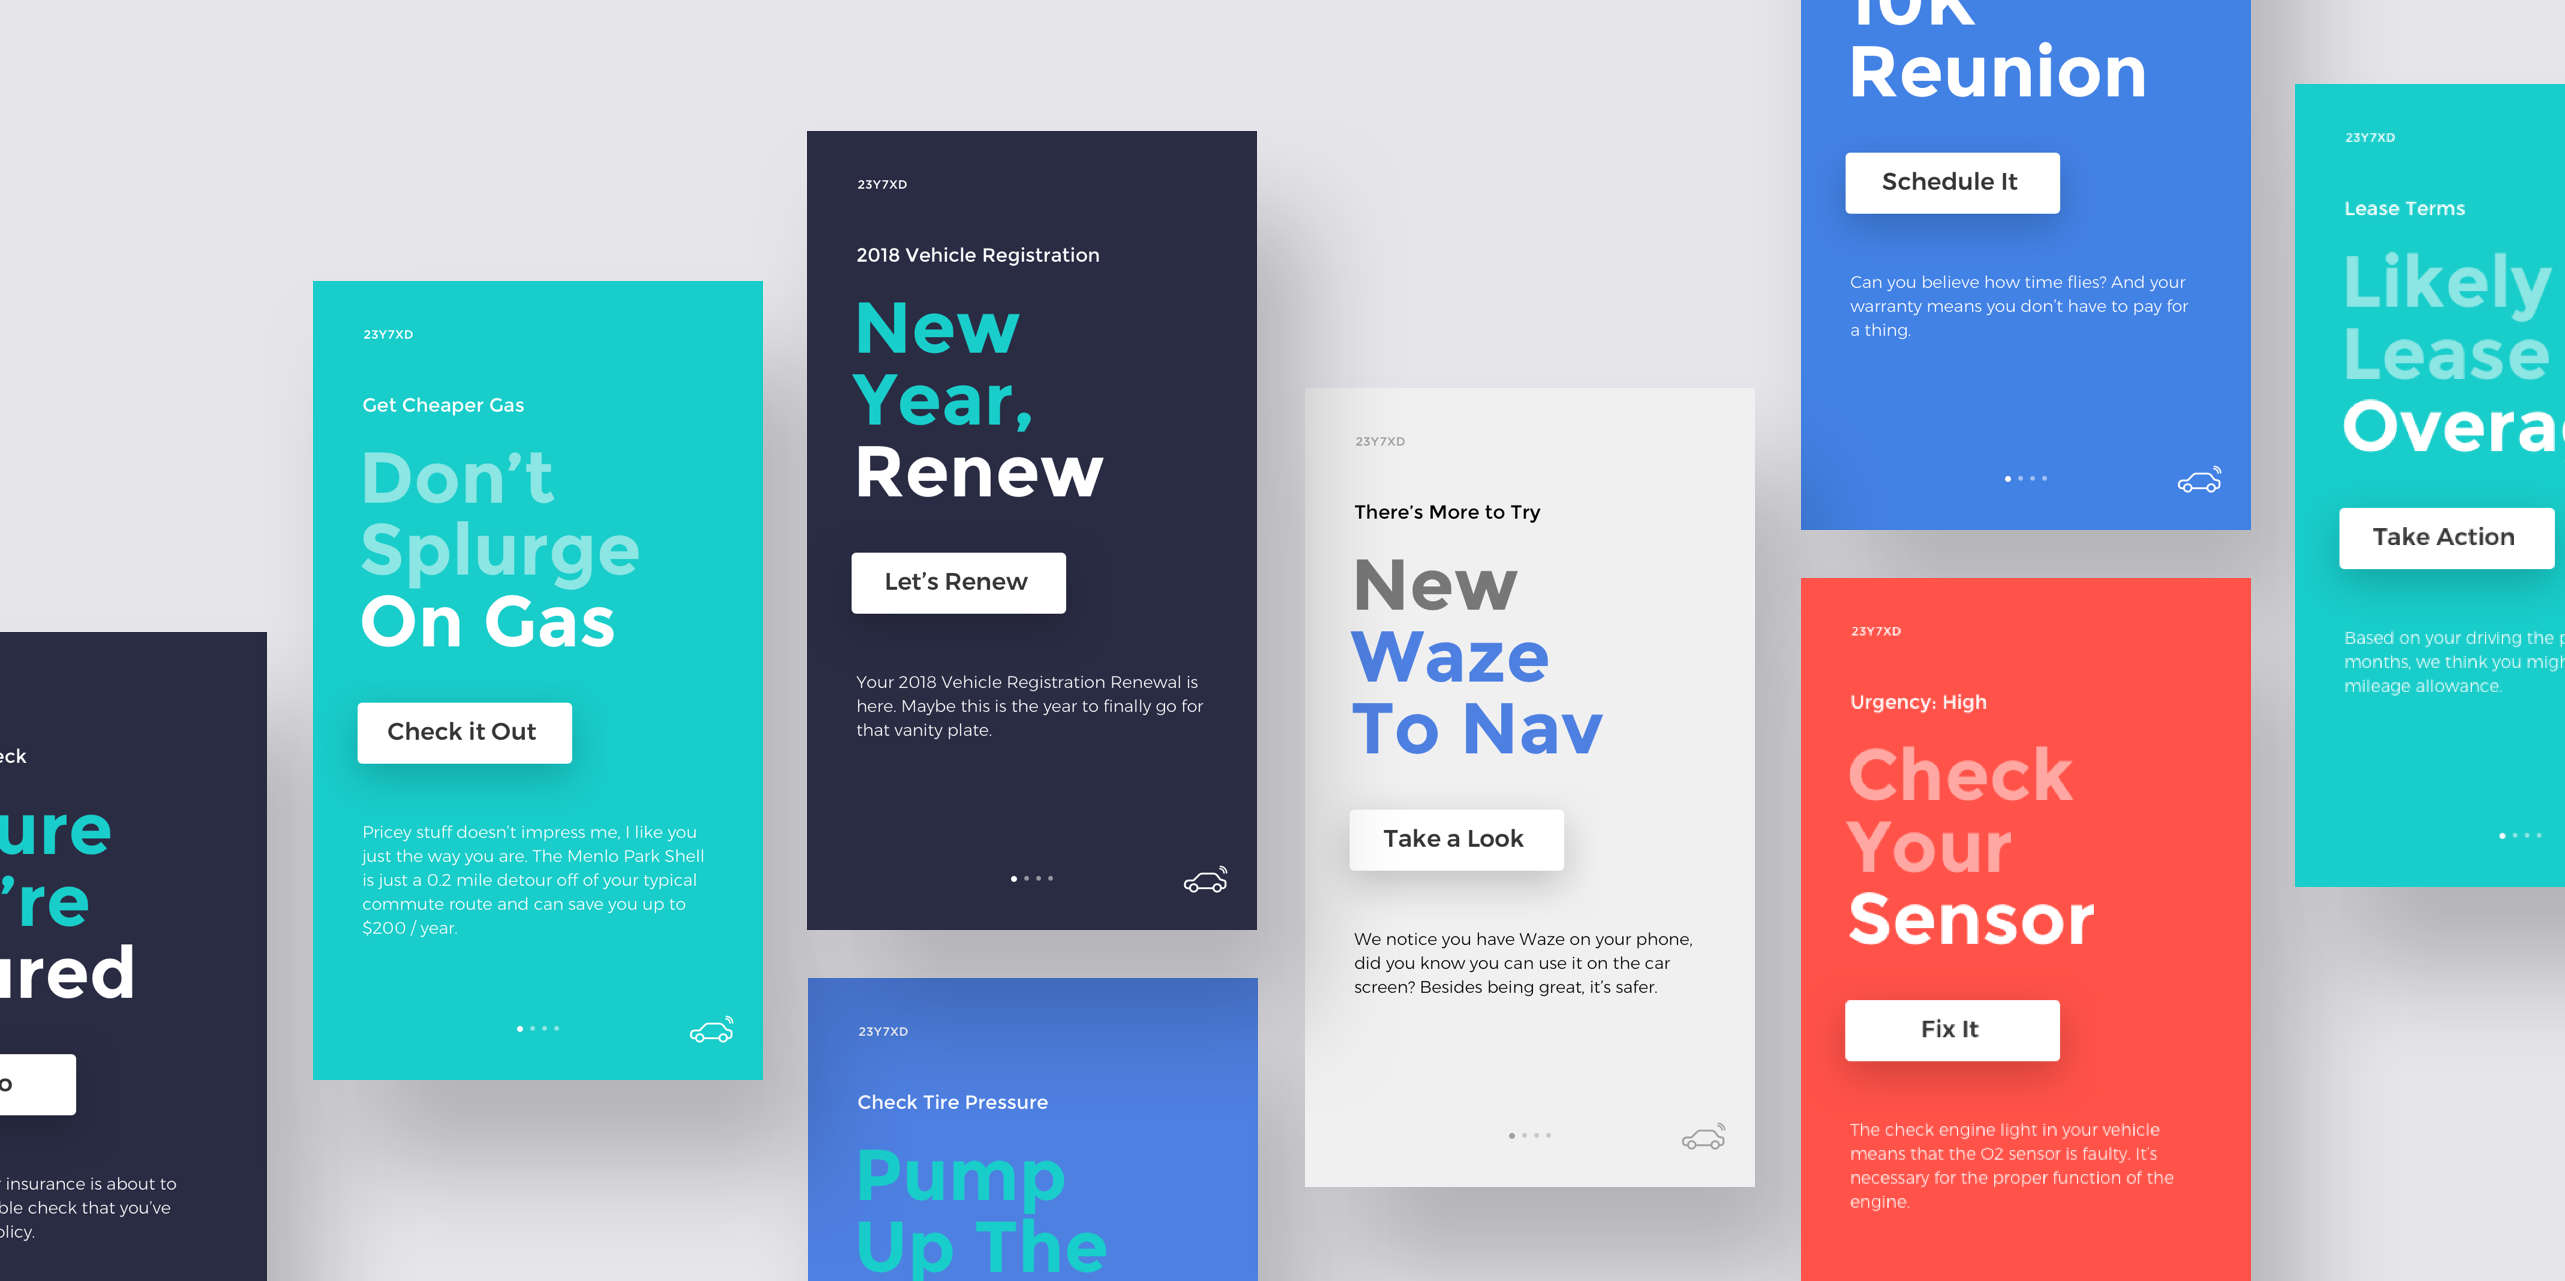 eck
ure
're
ured
o
insurance is about to
ble check that you've
olicy.
23Y7XD
Get Cheaper Gas
Don't
Splurge
On Gas
Check it Out
Pricey stuff doesn't impress me, I like you
just the way you are. The Menlo Park Shell
is just a 0.2 mile detour off of your typical
commute route and can save you up to
$200 / year.
23Y7XD
2018 Vehicle Registration
New
Year,
Renew
Let's Renew
Your 2018 Vehicle Registration Renewal is
here. Maybe this is the year to finally go for
that vanity plate.
23Y7XD
Check Tire Pressure
Pump
Up The
23Y7XD
There's More to Try
New
Waze
To Nav
Take a Look
We notice you have Waze on your phone,
did you know you can use it on the car
screen? Besides being great, it's safer.
10K
Reunion
Schedule It
Can you believe how time flies? And your
warranty means you don't have to pay for
a thing.
23Y7XD
Urgency: High
Check
Your
Sensor
Fix It
The check engine light in your vehicle
means that the O2 sensor is faulty. It's
necessary for the proper function of the
engine.
23Y7XD
Lease Terms
Likely
Lease
Overa
Take Action
Based on your driving the p
months, we think you migh
mileage allowance.